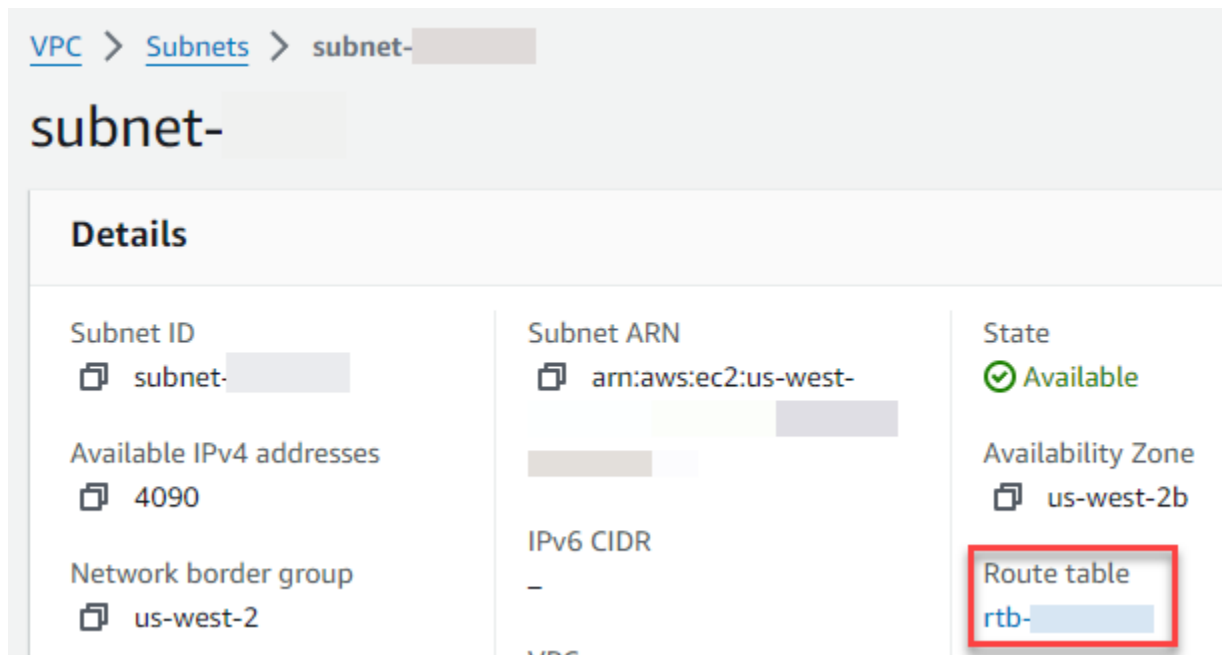 VPC > Subnets > subnet-
subnet-
Details
Subnet ID
subnet-
Available IPv4 addresses
4090
Network border group
us-west-2
Subnet ARN
arn:aws:ec2:us-west-
IPv6 CIDR
–
VPC
State
Available
Availability Zone
us-west-2b
Route table
rtb-